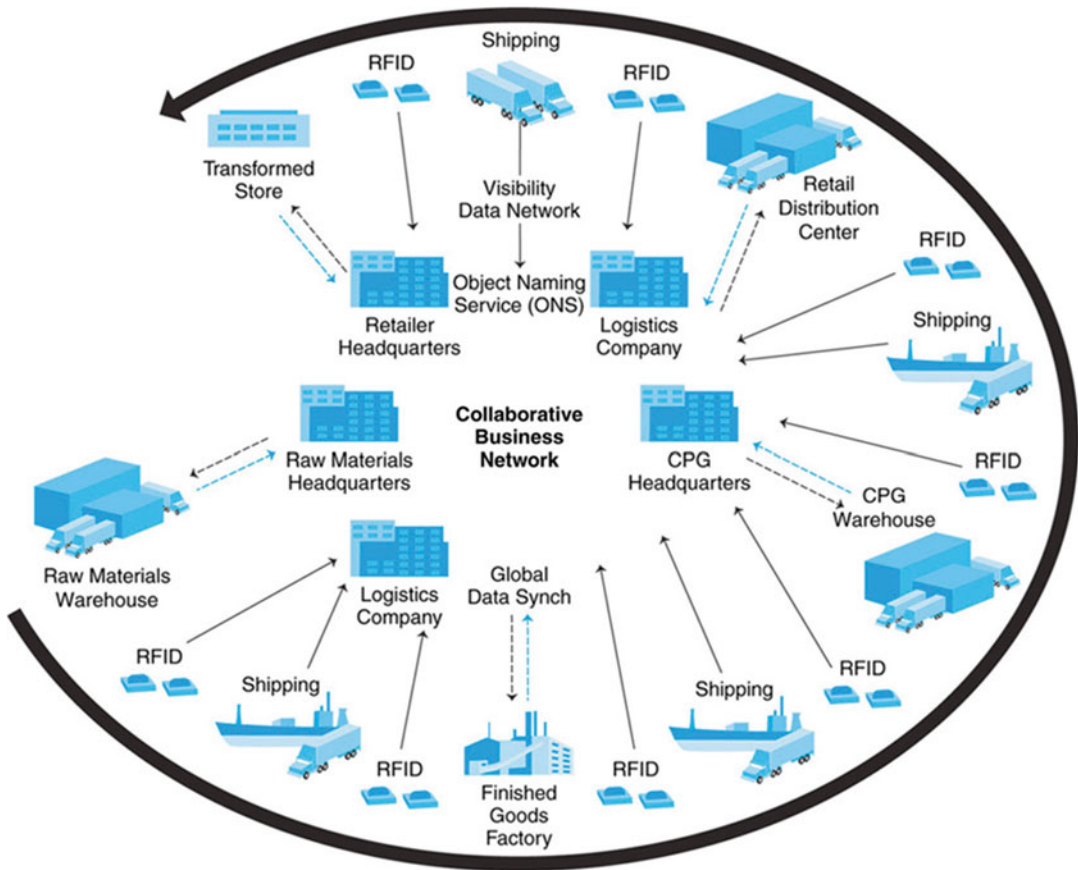 Shipping
RFID
RFID
Transformed
Store
Visibility
Data Network
Retail
Distribution
Center
RFID
Object Naming
Service (ONS)
Retailer
Headquarters
Logistics
Company
Shipping
Collaborative
Business
Network
Raw Materials
Headquarters
CPG
Headquarters
RFID
CPG
Warehouse
Raw Materials
Warehouse
Logistics
Company
Global
Data Synch
RFID
Shipping
Shipping
RFID
RFID
RFID
Finished
Goods
Factory